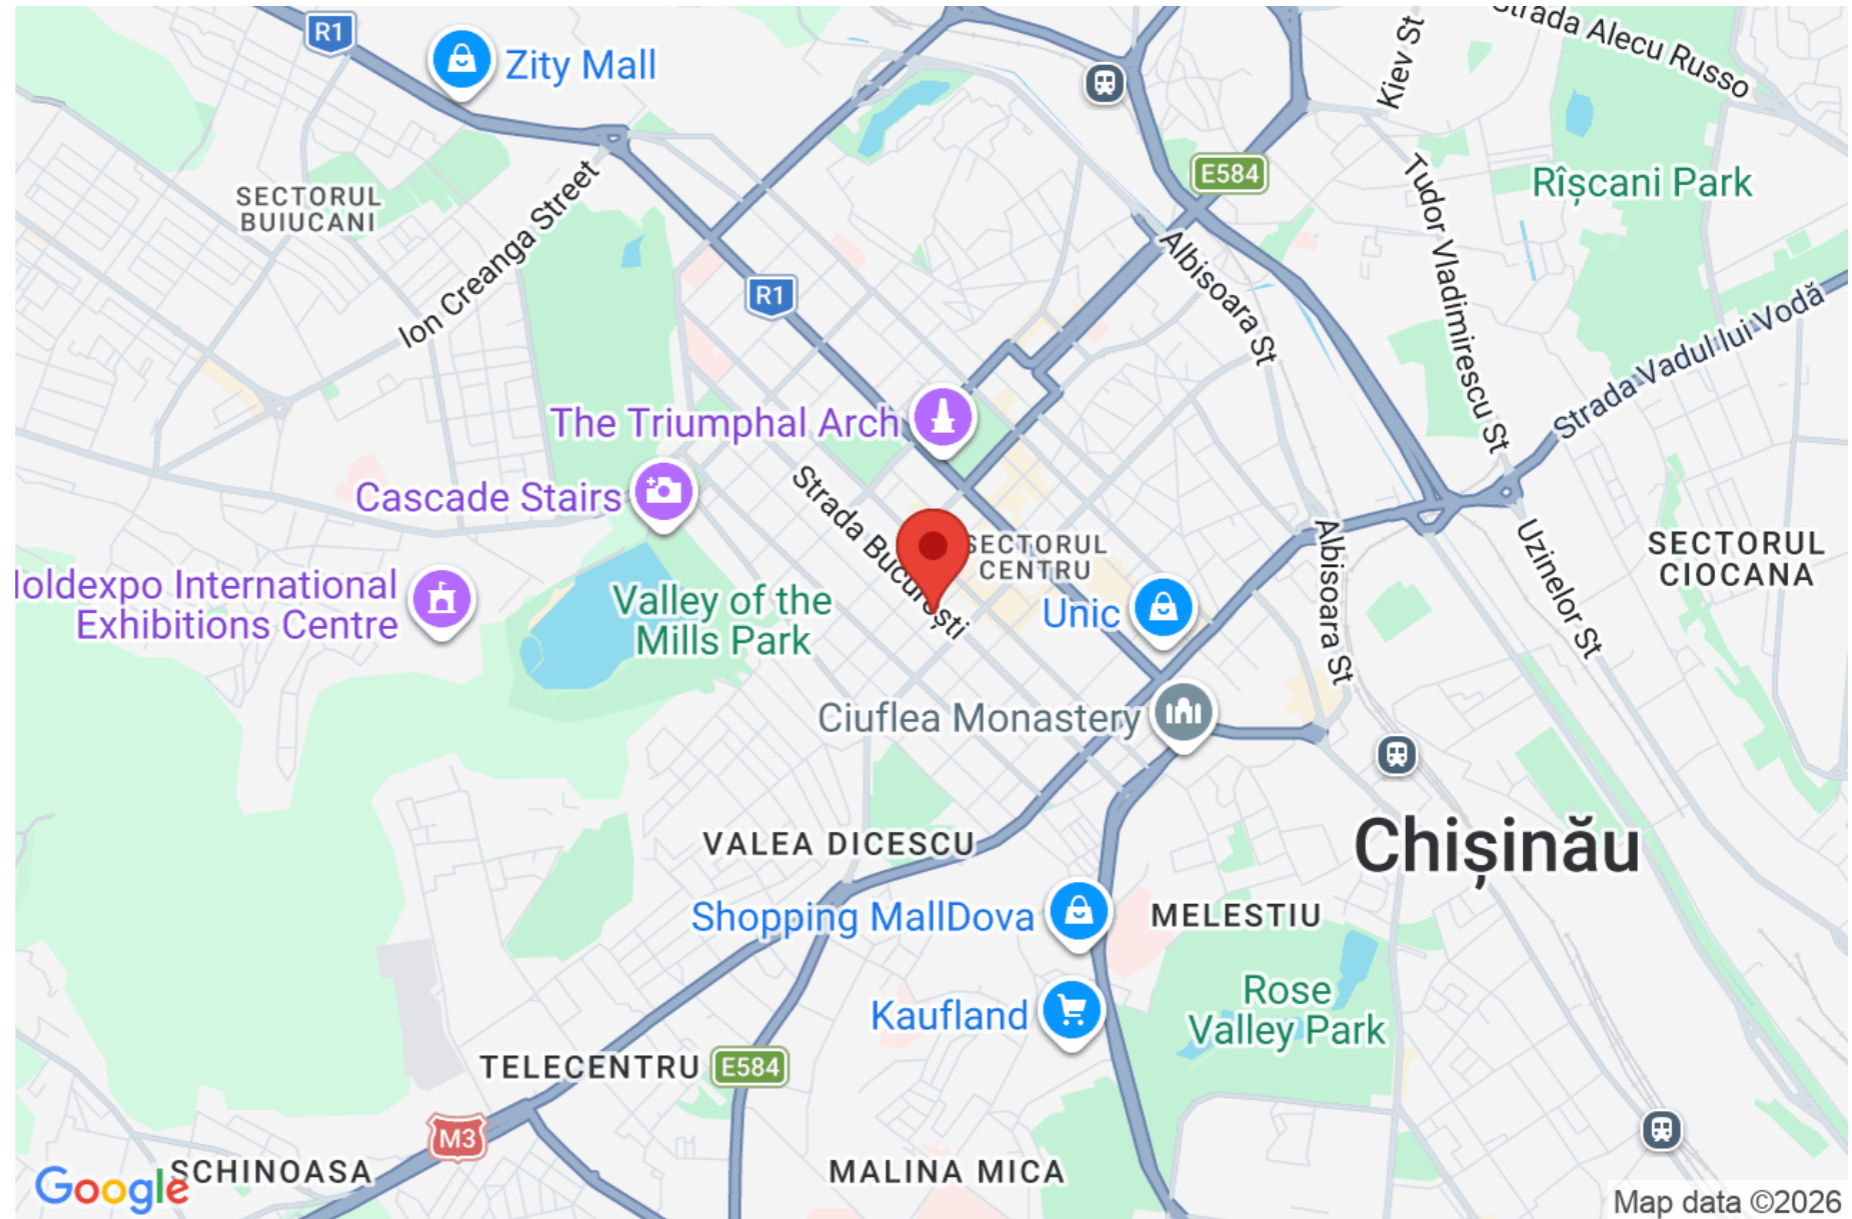 R1
Zity Mall
Strada Alecu Russo
Kiev St
SECTORUL
BUIUCANI
Ion Creanga Street
E584
Rîșcani Park
Tudor Vladimirescu St
Albisoara St
R1
Strada Vadul lui Vodă
The Triumphal Arch
Cascade Stairs
Strada București
SECTORUL
CENTRU
Albisoara St
Uzinelor St
SECTORUL
CIOCANA
oldexpo International
Exhibitions Centre
Valley of the
Mills Park
Unic
Ciuflea Monastery
VALEA DICESCU
Chișinău
Shopping MallDova
MELESTIU
Kaufland
Rose
Valley Park
TELECENTRU
E584
M3
SCHINOASA
MALINA MICA
Google
Map data ©2026